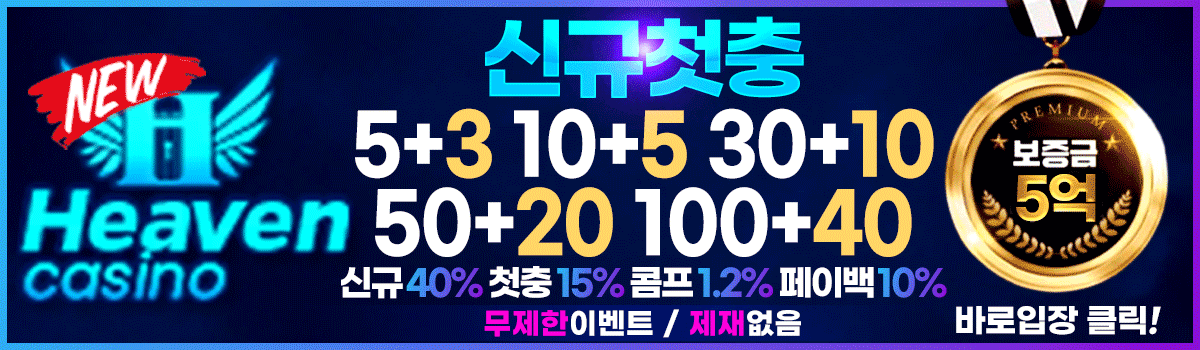 NEW
H
Heaven
casino
신규첫충
5+3 10+5 30+10
50+20 100+40
신규40% 첫충15% 콤프1.2% 페이백10%
무제한이벤트 / 제재없음
PREMIUM
보증금
5억
바로입장 클릭!